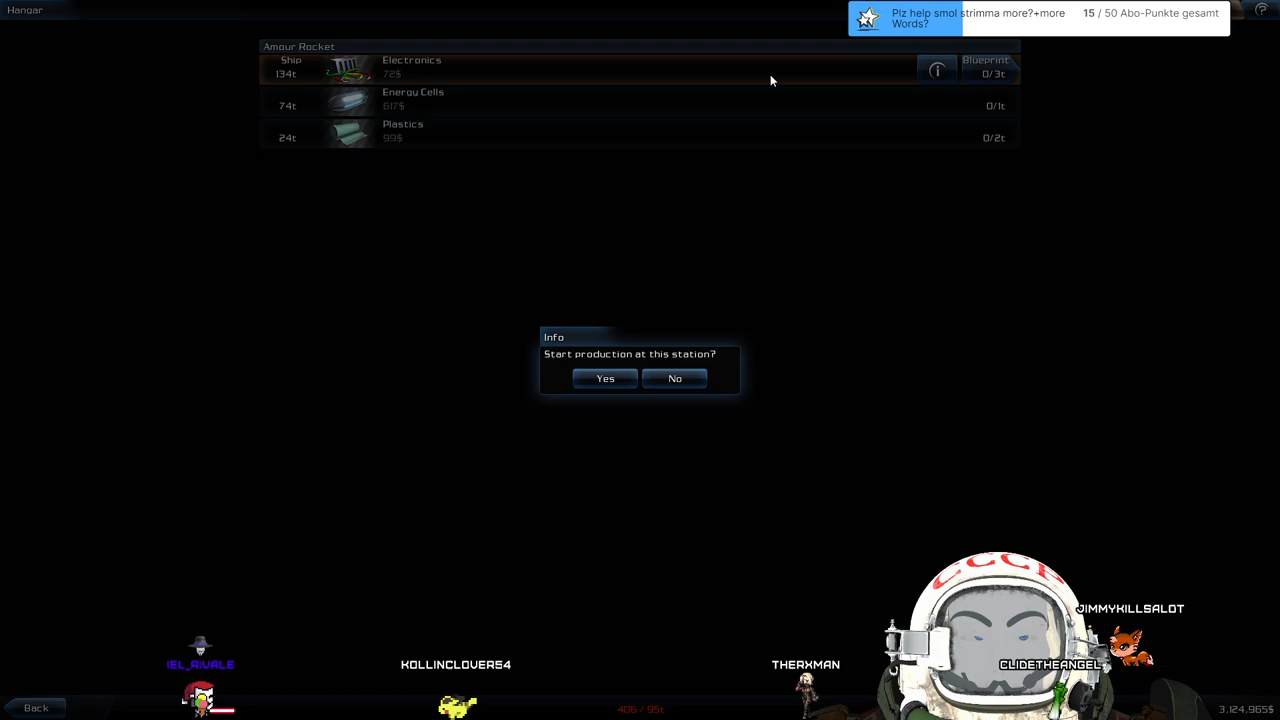 Hangar
Plz help smol strimma more?+more
Words?
15 / 50 Abo-Punkte gesamt
Amour Rocket
Ship
Electronics
Blueprint
134t
72$
0/3t
Energy Cells
74t
617$
0/1t
Plastics
24t
99$
0/2t
Info
Start production at this station?
Yes
No
CCCP
JIMMYKILLSALOT
IEL_RIVALE
KOLLINCLOVER54
THERXMAN
CLIDETHEANGEL
Back
406 / 95t
3,124,965$